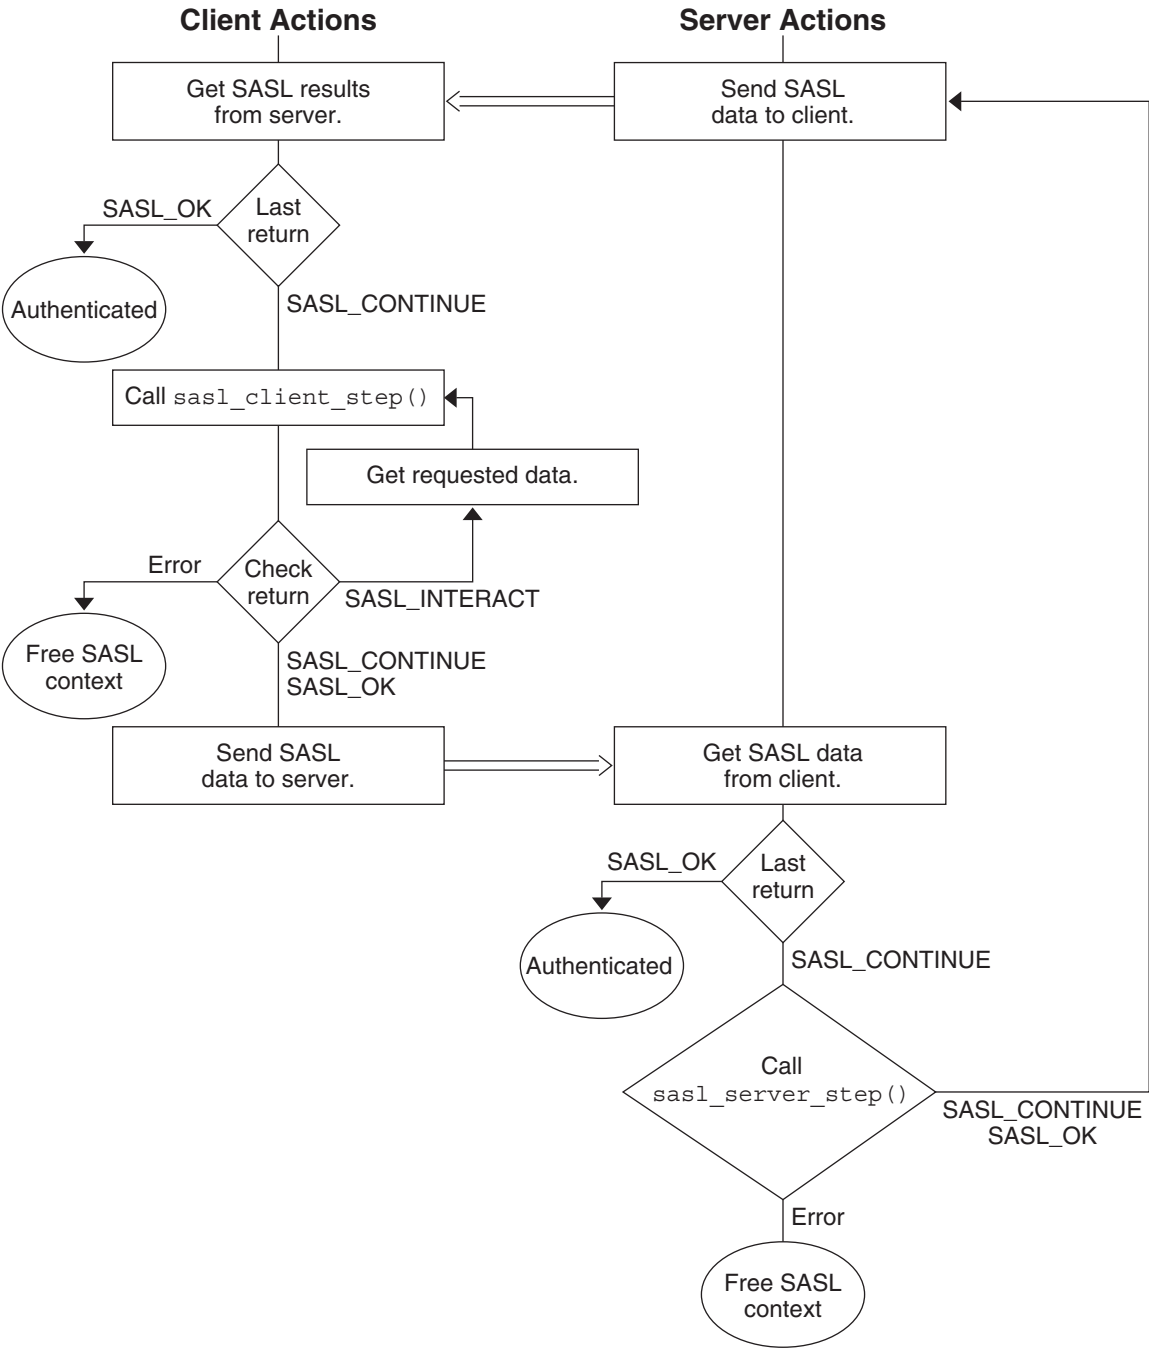 Client Actions
Server Actions
Get SASL results
from server.
Send SASL
data to client.
SASL_OK
Last
return
Authenticated
SASL_CONTINUE
Call sasl_client_step()
Get requested data.
Error
Check
return
SASL_INTERACT
Free SASL
context
SASL_CONTINUE
SASL_OK
Send SASL
data to server.
Get SASL data
from client.
SASL_OK
Last
return
Authenticated
SASL_CONTINUE
Call
sasl_server_step()
SASL_CONTINUE
SASL_OK
Error
Free SASL
context